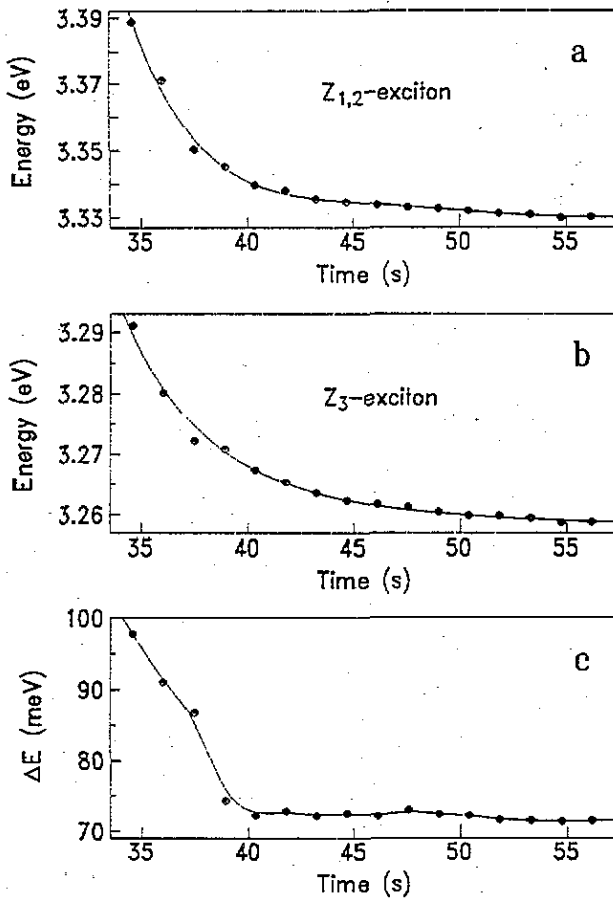 3.39
3.37
3.35
3.33
Energy (eV)
a
Z1,2-exciton
35 40 45 50 55
Time (s)
3.29
3.28
3.27
3.26
Energy (eV)
b
Z3-exciton
35 40 45 50 55
Time (s)
100
90
80
70
ΔE (meV)
c
35 40 45 50 55
Time (s)